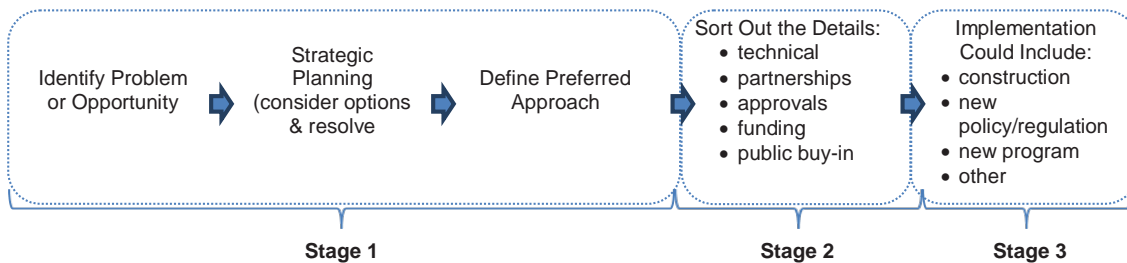 Identify Problem
or Opportunity
Strategic
Planning
(consider options
& resolve
Define Preferred
Approach
Sort Out the Details:
• technical
• partnerships
• approvals
• funding
• public buy-in
Implementation
Could Include:
• construction
• new
policy/regulation
• new program
• other
Stage 1
Stage 2
Stage 3